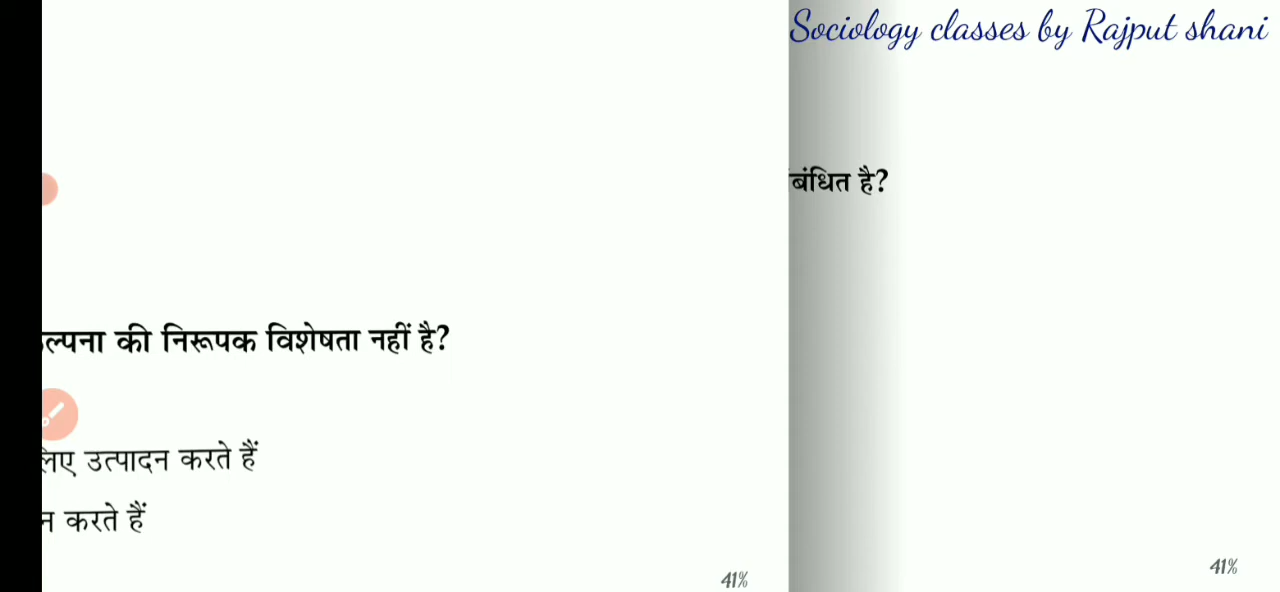 Sociology classes by Rajput shani
बंधित है?
ल्पना की निरूपक विशेषता नहीं है?
लिए उत्पादन करते हैं
न करते हैं
41%
41%